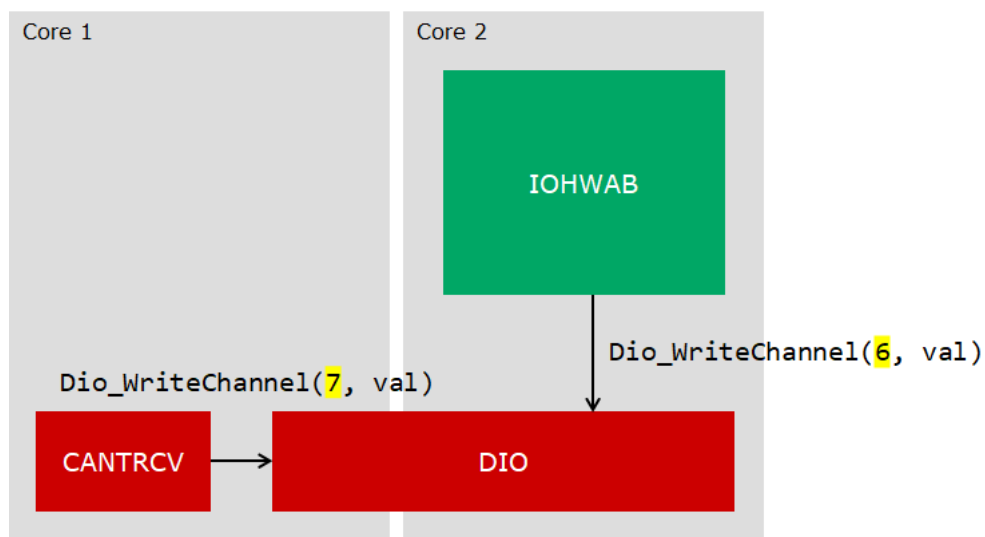 Core 1
Core 2
IOHWAB
Dio_WriteChannel(6, val)
Dio_WriteChannel(7, val)
CANTRCV
DIO